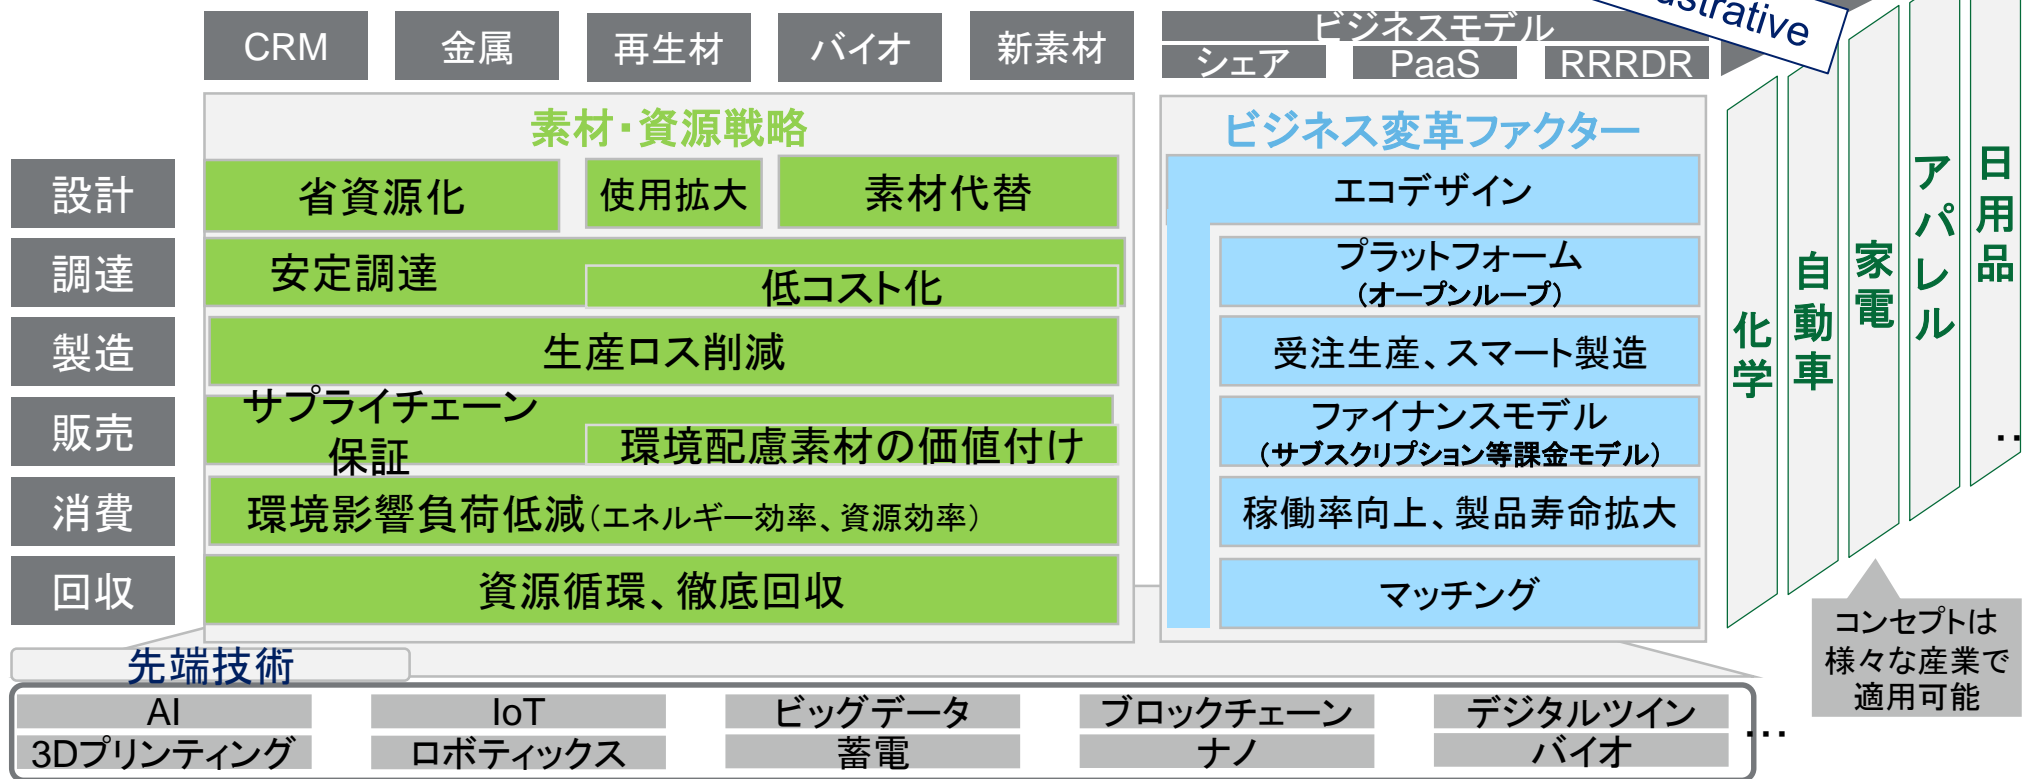 CRM
金属
再生材
バイオ
新素材
ビジネスモデル
シェア
PaaS
RRRDR
素材・資源戦略
ビジネス変革ファクター
設計
省資源化
使用拡大
素材代替
エコデザイン
調達
安定調達
低コスト化
プラットフォーム
（オープンループ）
製造
生産ロス削減
受注生産、スマート製造
販売
サプライチェーン
保証
環境配慮素材の価値付け
ファイナンスモデル
（サブスクリプション等課金モデル）
消費
環境影響負荷低減（エネルギー効率、資源効率）
稼働率向上、製品寿命拡大
回収
資源循環、徹底回収
マッチング
化学
自動車
家電
アパレル
日用品
‥
コンセプトは
様々な産業で
適用可能
先端技術
AI
IoT
ビッグデータ
ブロックチェーン
デジタルツイン
3Dプリンティング
ロボティックス
蓄電
ナノ
バイオ
…